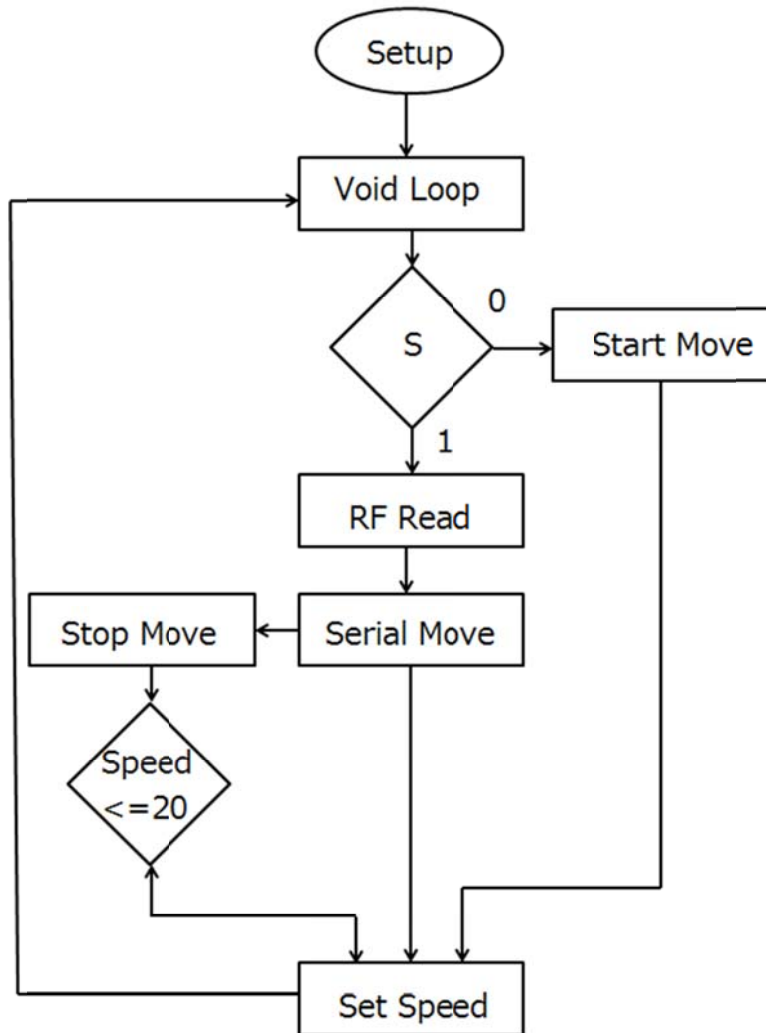 Setup
Void Loop
0
S
Start Move
1
RF Read
Stop Move
Serial Move
Speed
<=20
Set Speed